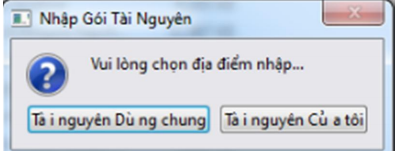 Nhập Gói Tài Nguyên
Vui lòng chọn địa điểm nhập...
Tà i nguyên Dù ng chung
Tà i nguyên Củ a tôi